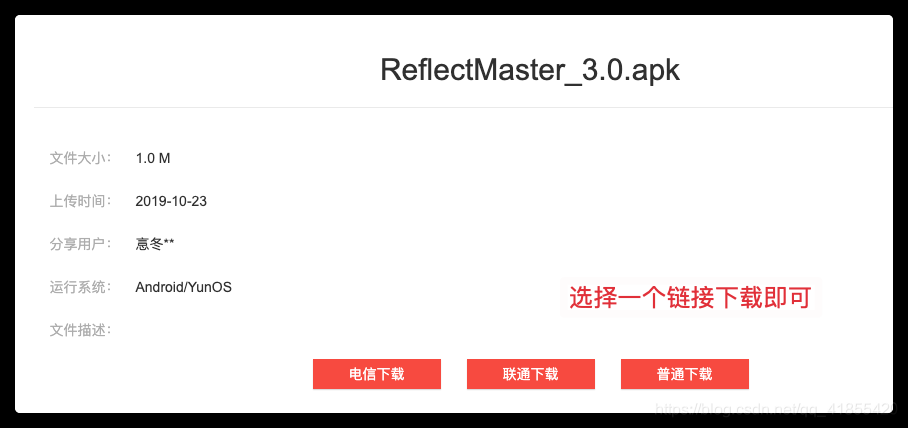 ReflectMaster_3.0.apk
文件大小： 1.0 M
上传时间： 2019-10-23
分享用户： 意冬**
运行系统： Android/YunOS
选择一个链接下载即可
文件描述：
电信下载 联通下载 普通下载
https://blog.csdn.net/qq_41855420